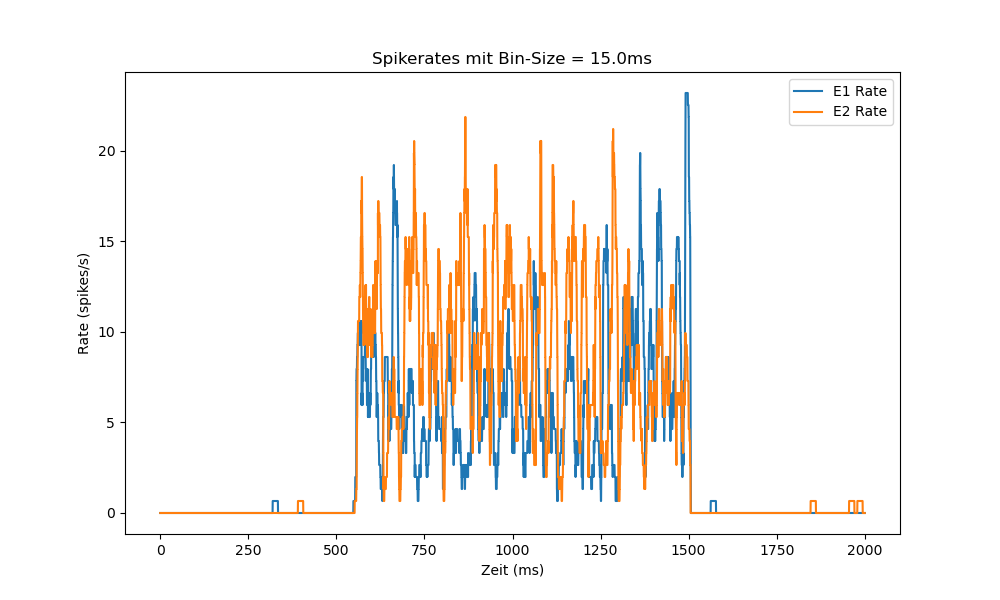 Spikerates mit Bin-Size = 15.0ms
E1 Rate
E2 Rate
Rate (spikes/s)
20
15
10
5
0
0 250 500 750 1000 1250 1500 1750 2000
Zeit (ms)